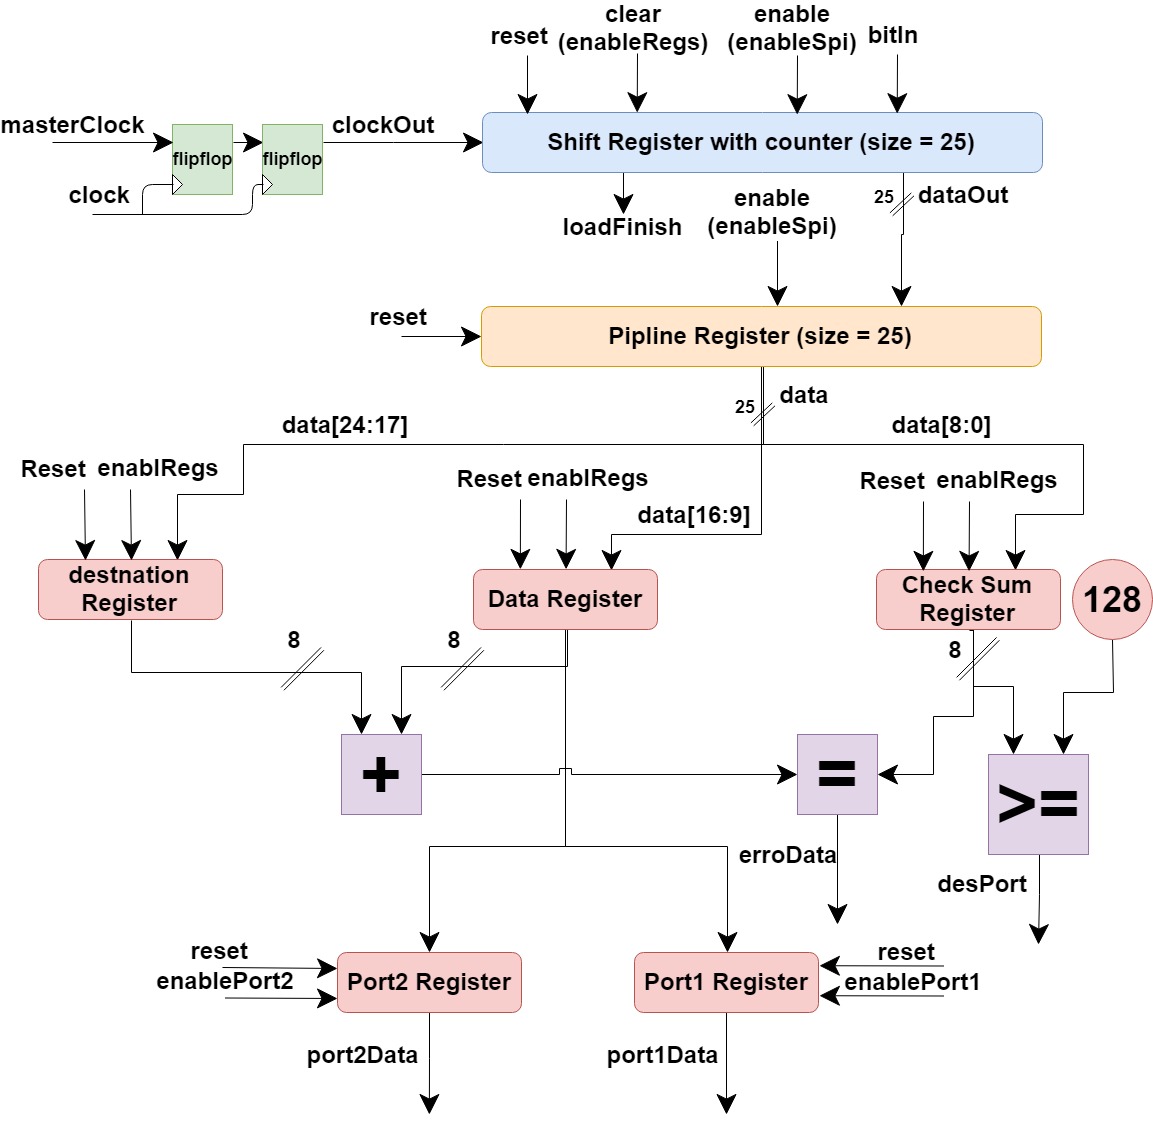 reset
clear
(enableRegs)
enable
(enableSpi)
bitIn
masterClock
flipflop
flipflop
clockOut
clock
Shift Register with counter (size = 25)
loadFinish
enable
(enableSpi)
25
dataOut
reset
Pipline Register (size = 25)
25
data
data[24:17]
data[8:0]
Reset
enablRegs
Reset
enablRegs
data[16:9]
Reset
enablRegs
destnation
Register
Data Register
Check Sum
Register
128
8
8
8
+
=
>=
erroData
desPort
reset
enablePort2
Port2 Register
Port1 Register
reset
enablePort1
port2Data
port1Data